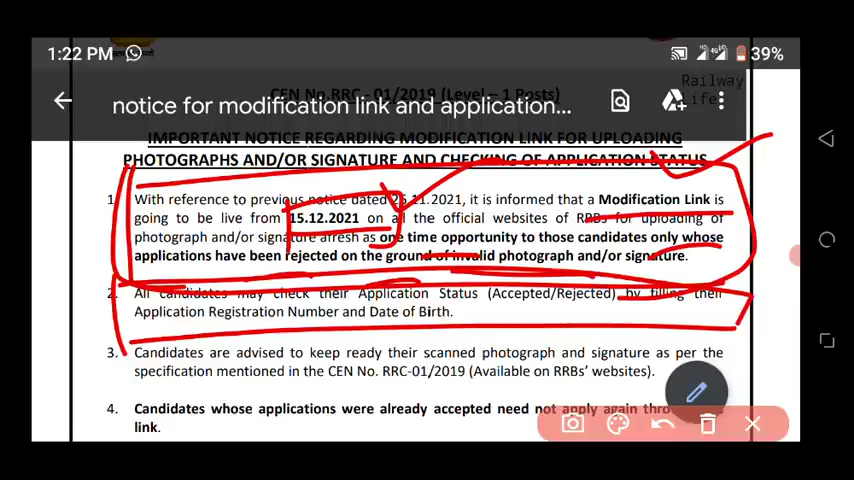 1:22 PM
39%
CEN No.RRC - 01/2019 (Level – 1 Posts)
Railway
Life
notice for modification link and application...
IMPORTANT NOTICE REGARDING MODIFICATION LINK FOR UPLOADING
PHOTOGRAPHS AND/OR SIGNATURE AND CHECKING OF APPLICATION STATUS
1. With reference to previous notice dated 25.11.2021, it is informed that a Modification Link is
going to be live from 15.12.2021 on all the official websites of RRBs for uploading of
photograph and/or signature afresh as one time opportunity to those candidates only whose
applications have been rejected on the ground of invalid photograph and/or signature.
2. All candidates may check their Application Status (Accepted/Rejected) by filling their
Application Registration Number and Date of Birth.
3. Candidates are advised to keep ready their scanned photograph and signature as per the
specification mentioned in the CEN No. RRC-01/2019 (Available on RRBs' websites).
4. Candidates whose applications were already accepted need not apply again
link.